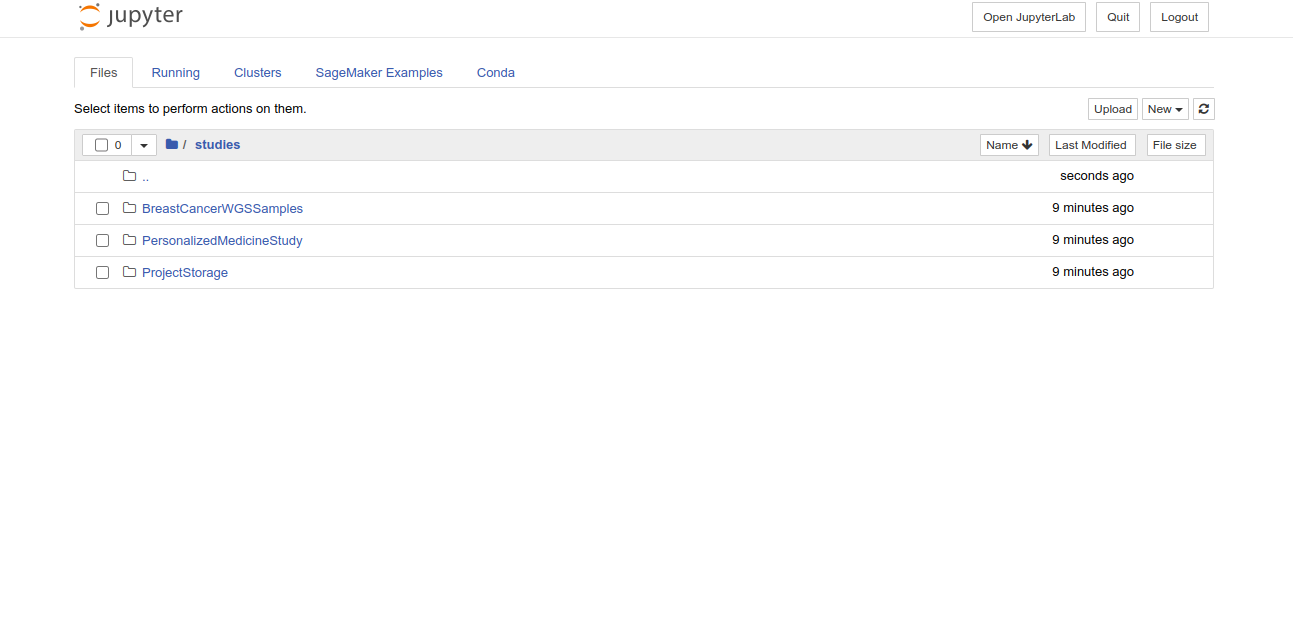 jupyter Open JupyterLab Quit Logout
Files Running Clusters SageMaker Examples Conda
Select items to perform actions on them. Upload New
0 / studies Name Last Modified File size
.. seconds ago
BreastCancerWGSSamples 9 minutes ago
PersonalizedMedicineStudy 9 minutes ago
ProjectStorage 9 minutes ago